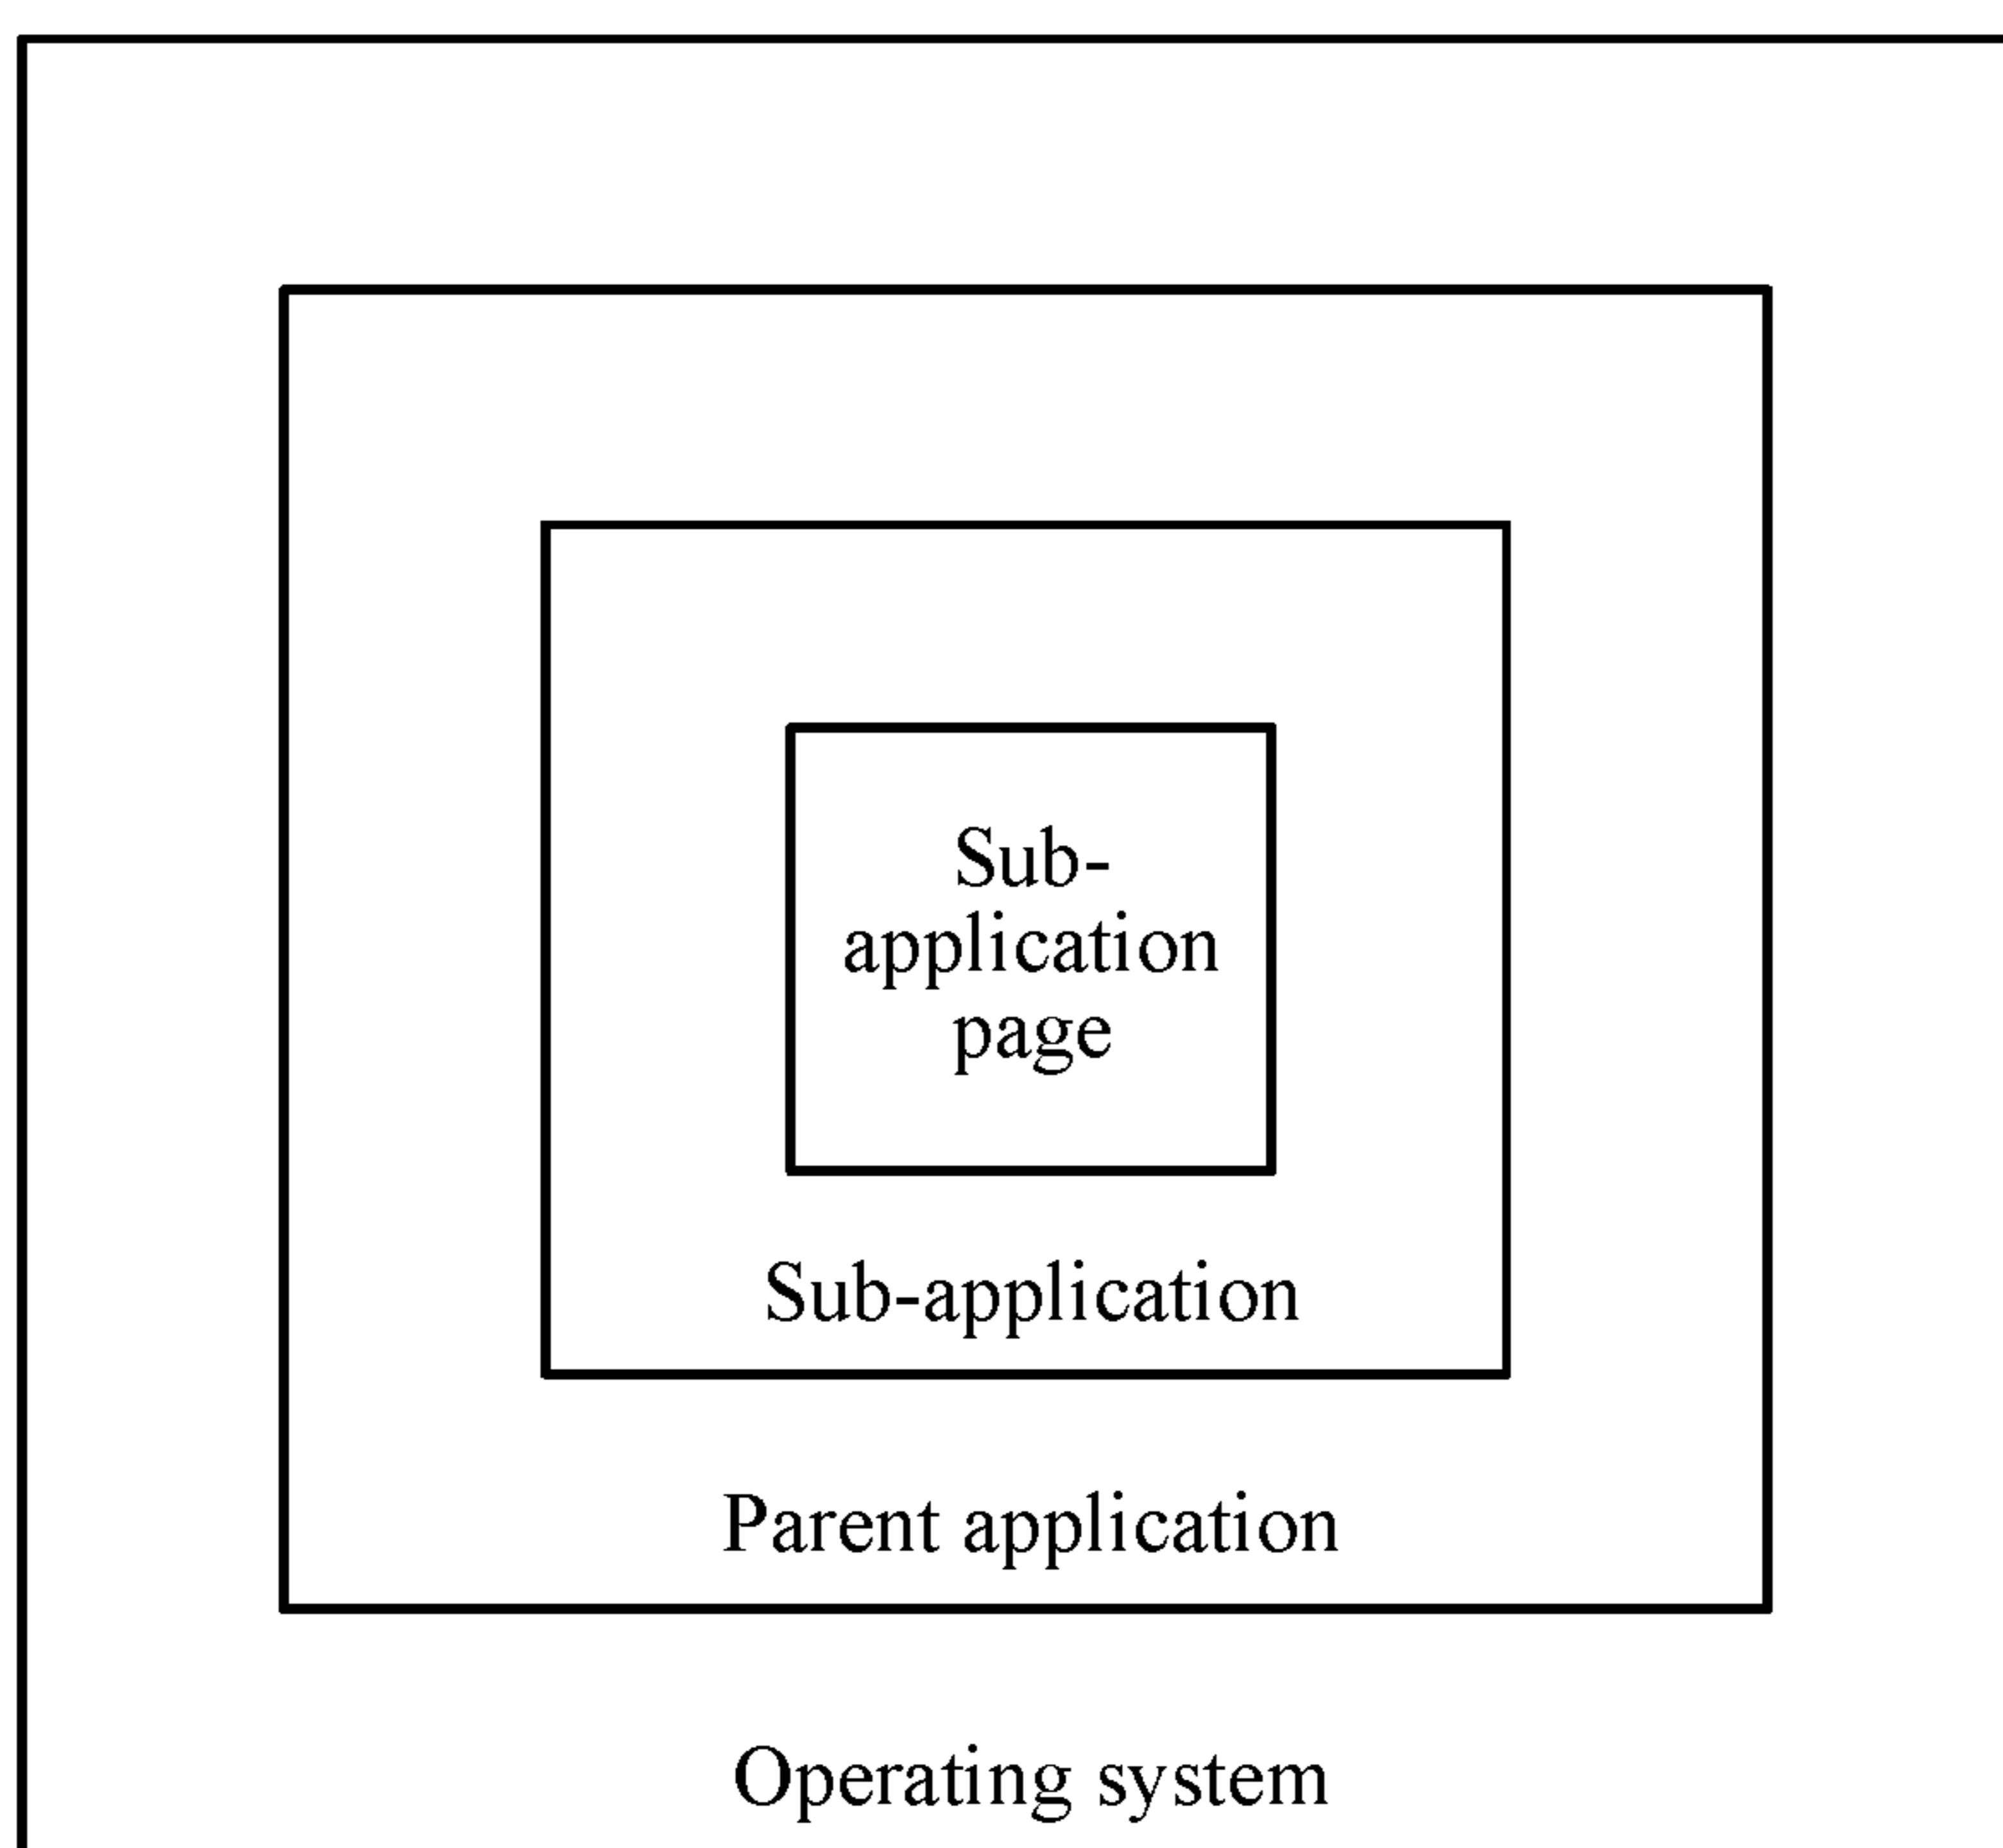 Sub-
application
page
Sub-application
Parent application
Operating system